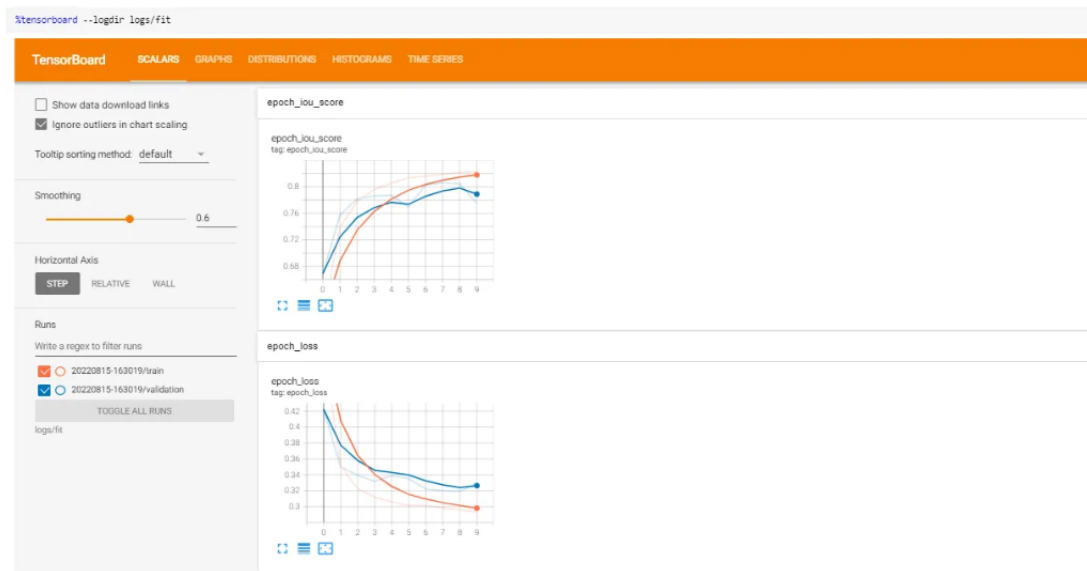 %tensorboard --logdir logs/fit
TensorBoard SCALARS GRAPHS DISTRIBUTIONS HISTOGRAMS TIME SERIES
Show data download links
Ignore outliers in chart scaling
Tooltip sorting method: default
Smoothing
0.6
Horizontal Axis
STEP RELATIVE WALL
Runs
Write a regex to filter runs
20220815-163019/train
20220815-163019/validation
TOGGLE ALL RUNS
logs/fit
epoch_iou_score
epoch_iou_score
tag: epoch_iou_score
0.8
0.76
0.72
0.68
0 1 2 3 4 5 6 7 8 9
epoch_loss
epoch_loss
tag: epoch_loss
0.42
0.4
0.38
0.36
0.34
0.32
0.3
0 1 2 3 4 5 6 7 8 9